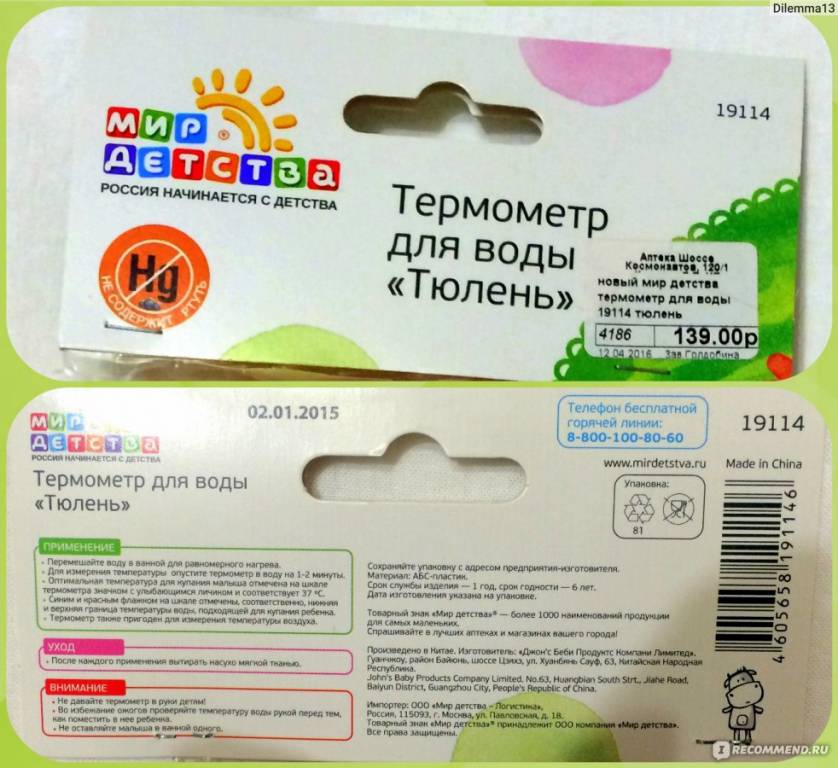 Dilemma13
19114
МИР
ДЕТСТВА
®
РОССИЯ НАЧИНАЕТСЯ С ДЕТСТВА
Hg
НЕ СОДЕРЖИТ РТУТЬ
Термометр
для воды
«Тюлень»
Аптека Шоссе
Космонавтов, 120/1
новый мир детства
термометр для воды
19114 тюлень
4186 139.00р
12.04.2016 Зав.Голдобина
МИР
ДЕТСТВА
РОССИЯ НАЧИНАЕТСЯ С ДЕТСТВА
02.01.2015
Телефон бесплатной
горячей линии:
8-800-100-80-60
19114
www.mirdetstva.ru
Made in China
Термометр для воды
«Тюлень»
Упаковка:
81
ПРИМЕНЕНИЕ
• Перемешайте воду в ванной для равномерного нагрева.
• Для измерения температуры опустите термометр в воду на 1-2 минуты.
• Оптимальная температура для купания малыша отмечена на шкале
термометра значком с улыбающимся личиком и соответствует 37 ºС.
• Синим и красным флажком на шкале отмечены, соответственно, нижняя
и верхняя граница температуры воды, подходящей для купания ребенка.
• Термометр также пригоден для измерения температуры воздуха.
УХОД
• После каждого применения вытирать насухо мягкой тканью.
ВНИМАНИЕ
• Не давайте термометр в руки детям!
• Во избежание ожогов проверяйте температуру воды рукой перед тем,
как поместить в нее ребенка.
• Не оставляйте малыша в ванной одного.
Сохраняйте упаковку с адресом предприятия-изготовителя.
Материал: АБС-пластик.
Срок службы изделия — 1 год, срок годности — 6 лет.
Дата изготовления указана на упаковке.
Товарный знак «Мир детства»® — более 1000 наименований продукции
для самых маленьких.
Спрашивайте в лучших аптеках и магазинах вашего города!
Произведено в Китае. Изготовитель: «Джон'с Беби Продуктс Компани Лимитед».
Гуанчжоу, район Байюнь, шоссе Цзяхэ, ул. Хуанбянь Сауф, 63, Китайская Народная
Республика.
John's Baby Products Company Limited, No.63, Huangbian South Strt., Jiahe Road,
Baiyun District, Guangzhou City, People's Republic of China.
Импортер: ООО «Мир Детства – Логистика»,
Россия, 115093, г. Москва, ул. Павловская, д. 18.
Товарный знак «Мир детства»® принадлежит ООО «Компания «Мир детства».
Все права защищены.
4 605658 191146
IRECOMMEND.RU